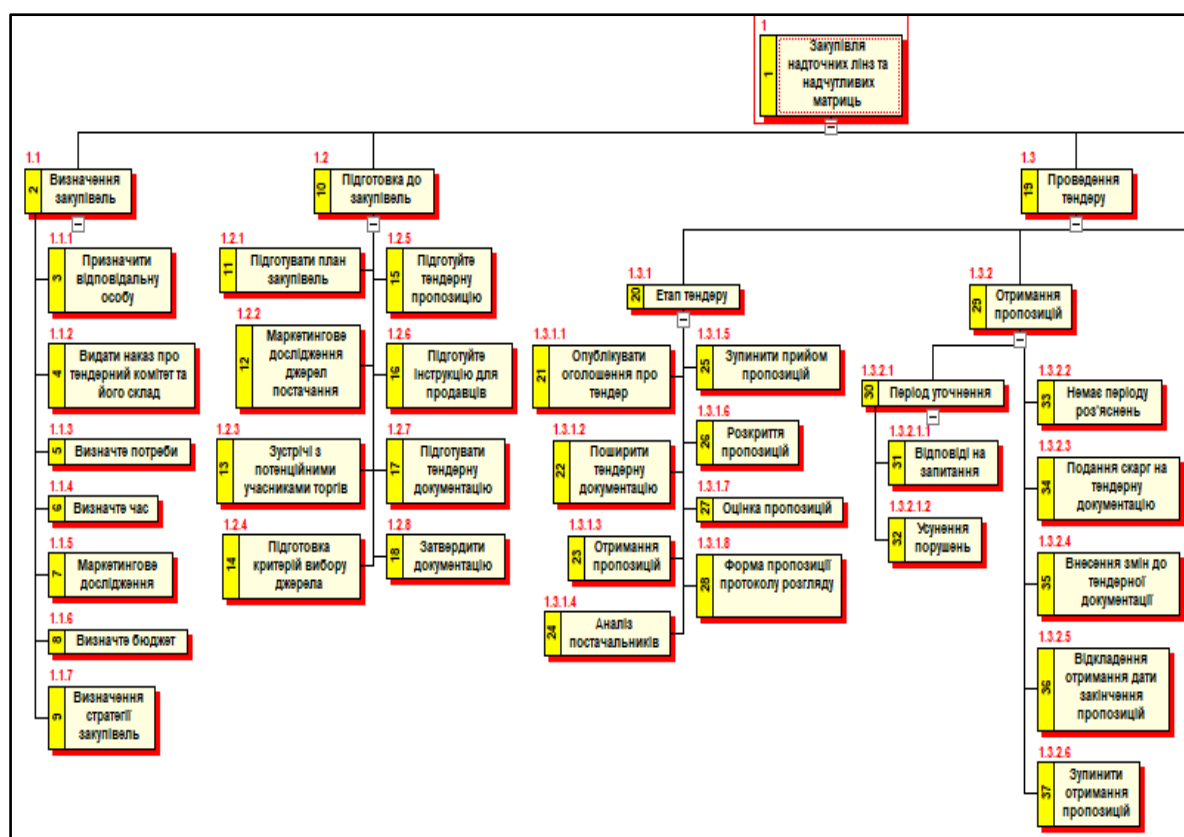 1
1
Закупівля
надточних лінз та
надчутливих
матриць
1.1
2
Визначення
закупівель
1.1.1
3
Призначити
відповідальну
особу
1.1.2
4
Видати наказ про
тендерний комітет та
його склад
1.1.3
5
Визначте потреби
1.1.4
6
Визначте час
1.1.5
7
Маркетингове
дослідження
1.1.6
8
Визначте бюджет
1.1.7
9
Визначення
стратегії
закупівель
1.2
10
Підготовка до
закупівель
1.2.1
11
Підготувати план
закупівель
1.2.2
12
Маркетингове
дослідження
джерел
постачання
1.2.3
13
Зустрічі з
потенційними
учасниками торгів
1.2.4
14
Підготовка
критерій вибору
джерела
1.2.5
15
Підготуйте
тендерну
пропозицію
1.2.6
16
Підготуйте
інструкцію для
продавців
1.2.7
17
Підготувати
тендерну
документацію
1.2.8
18
Затвердити
документацію
1.3
19
Проведення
тендеру
1.3.1
20
Етап тендеру
1.3.1.1
21
Опублікувати
оголошення про
тендер
1.3.1.2
22
Поширити
тендерну
документацію
1.3.1.3
23
Отримання
пропозицій
1.3.1.4
24
Аналіз
постачальників
1.3.1.5
25
Зупинити прийом
пропозицій
1.3.1.6
26
Розкриття
пропозицій
1.3.1.7
27
Оцінка пропозицій
1.3.1.8
28
Форма пропозиції
протоколу розгляду
1.3.2
29
Отримання
пропозицій
1.3.2.1
30
Період уточнення
1.3.2.1.1
31
Відповіді на
запитання
1.3.2.1.2
32
Усунення
порушень
1.3.2.2
33
Немає періоду
роз'яснень
1.3.2.3
34
Подання скарг на
тендерну
документацію
1.3.2.4
35
Внесення змін до
тендерної
документації
1.3.2.5
36
Відкладення
отримання дати
закінчення
пропозицій
1.3.2.6
37
Зупинити
отримання
пропозицій